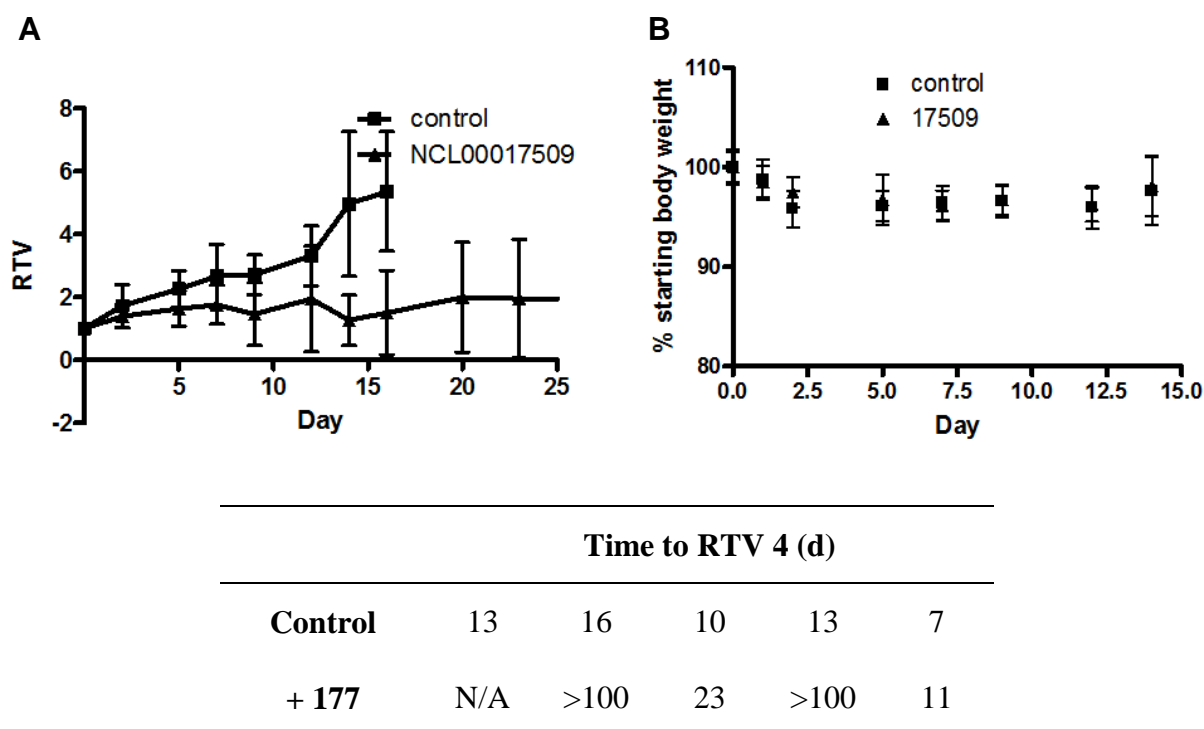 A
RTV
8
6
4
2
0
-2
5
10
15
20
25
Day
control
NCL00017509
B
% starting body weight
110
100
90
80
0.0
2.5
5.0
7.5
10.0
12.5
15.0
Day
control
17509
Time to RTV 4 (d)
Control 13 16 10 13 7
+ 177 N/A >100 23 >100 11